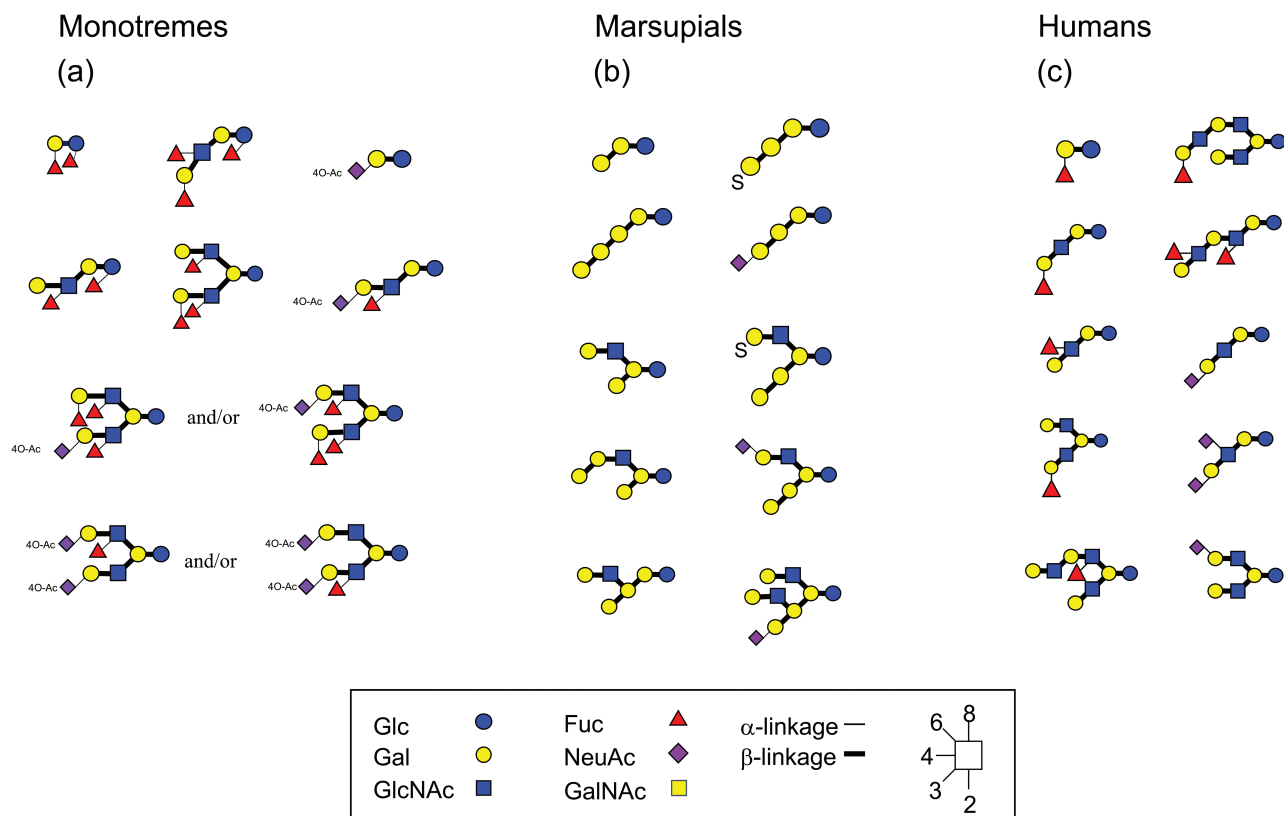 Monotremes
Marsupials
Humans
(a)
(b)
(c)
4O-Ac
S
4O-Ac
S
4O-Ac
and/or
4O-Ac
4O-Ac
4O-Ac
and/or
4O-Ac
4O-Ac
Glc
Fuc
α-linkage
6
8
Gal
NeuAc
β-linkage
4
GlcNAc
GalNAc
3
2